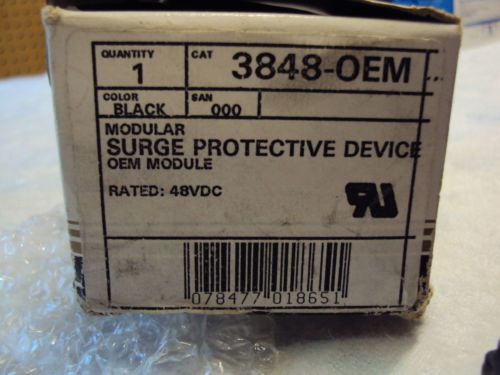 QUANTITY
1
CAT
3848-OEM
COLOR
BLACK
SAN
000
MODULAR
SURGE PROTECTIVE DEVICE
OEM MODULE
RATED: 48VDC
078477 018651